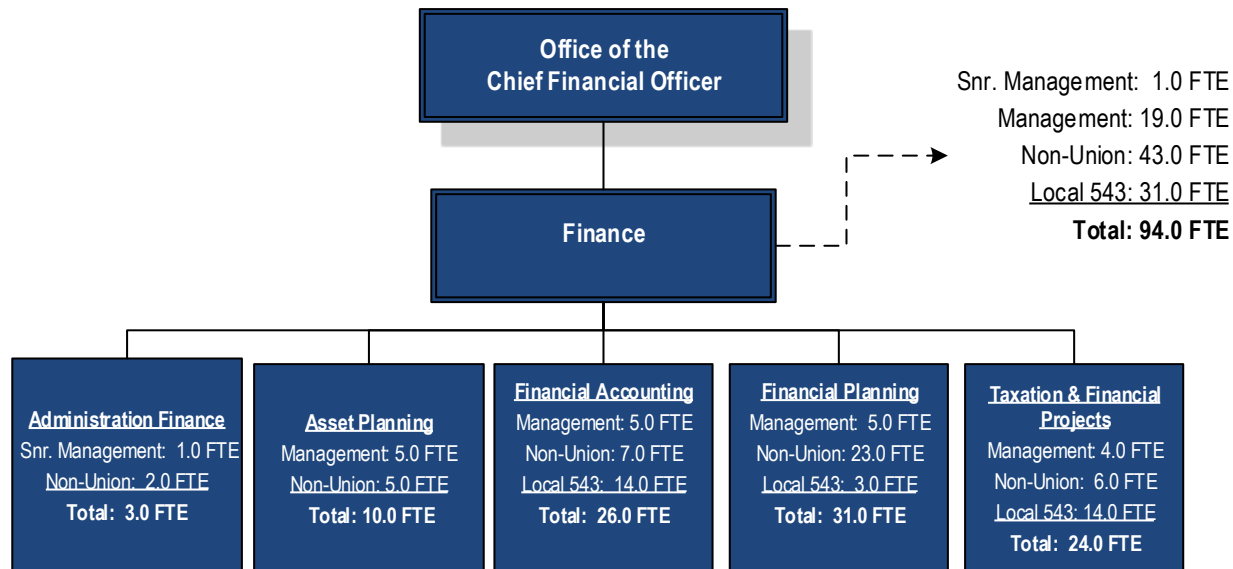 Office of the
Chief Financial Officer
Snr. Management: 1.0 FTE
Management: 19.0 FTE
Non-Union: 43.0 FTE
Local 543: 31.0 FTE
Total: 94.0 FTE
Finance
Administration Finance
Snr. Management: 1.0 FTE
Non-Union: 2.0 FTE
Total: 3.0 FTE
Asset Planning
Management: 5.0 FTE
Non-Union: 5.0 FTE
Total: 10.0 FTE
Financial Accounting
Management: 5.0 FTE
Non-Union: 7.0 FTE
Local 543: 14.0 FTE
Total: 26.0 FTE
Financial Planning
Management: 5.0 FTE
Non-Union: 23.0 FTE
Local 543: 3.0 FTE
Total: 31.0 FTE
Taxation & Financial
Projects
Management: 4.0 FTE
Non-Union: 6.0 FTE
Local 543: 14.0 FTE
Total: 24.0 FTE